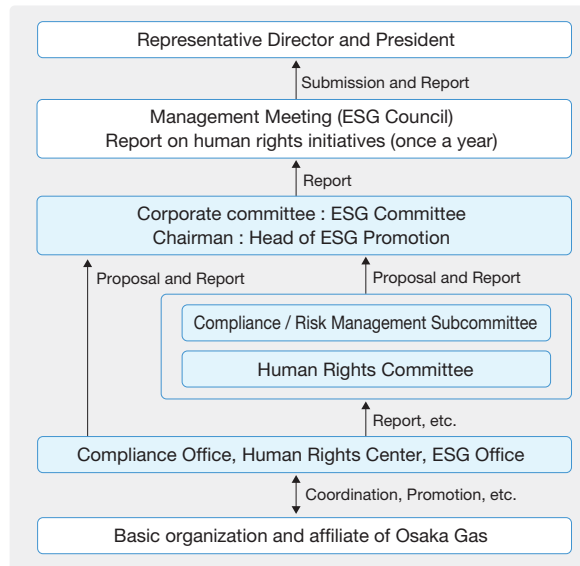 Representative Director and President
Submission and Report
Management Meeting (ESG Council)
Report on human rights initiatives (once a year)
Report
Corporate committee : ESG Committee
Chairman : Head of ESG Promotion
Proposal and Report
Proposal and Report
Compliance / Risk Management Subcommittee
Human Rights Committee
Report, etc.
Compliance Office, Human Rights Center, ESG Office
Coordination, Promotion, etc.
Basic organization and affiliate of Osaka Gas